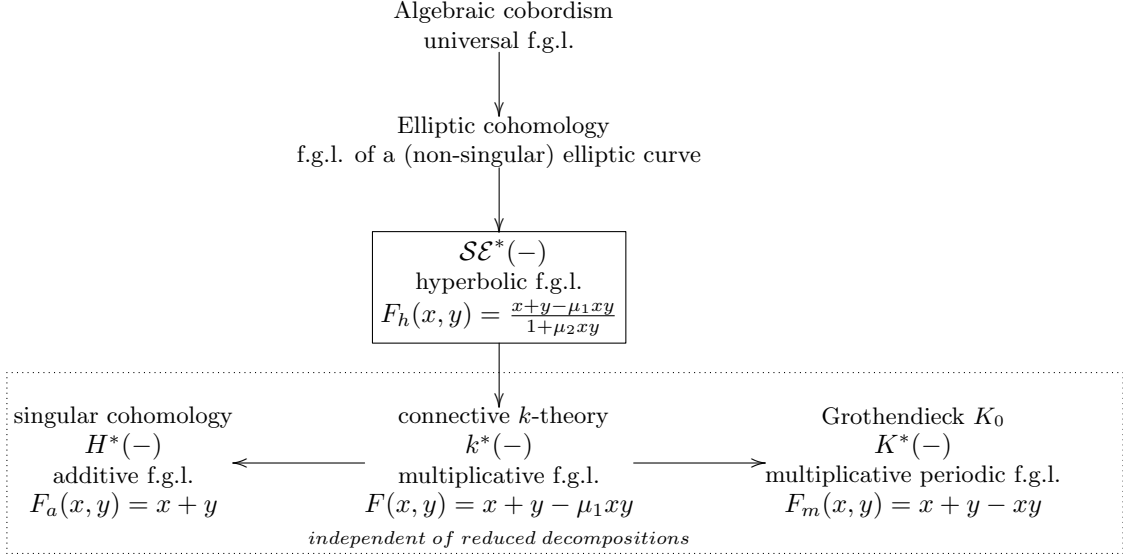 Algebraic cobordism
universal f.g.l.
Elliptic cohomology
f.g.l. of a (non-singular) elliptic curve
𝒮ℰ*(−)
hyperbolic f.g.l.
F_h(x, y) = \frac{x+y−μ_1xy}{1+μ_2xy}
singular cohomology
H*(−)
additive f.g.l.
F_a(x, y) = x + y
connective k-theory
k*(−)
multiplicative f.g.l.
F(x, y) = x + y − μ_1xy
independent of reduced decompositions
Grothendieck K_0
K*(−)
multiplicative periodic f.g.l.
F_m(x, y) = x + y − xy